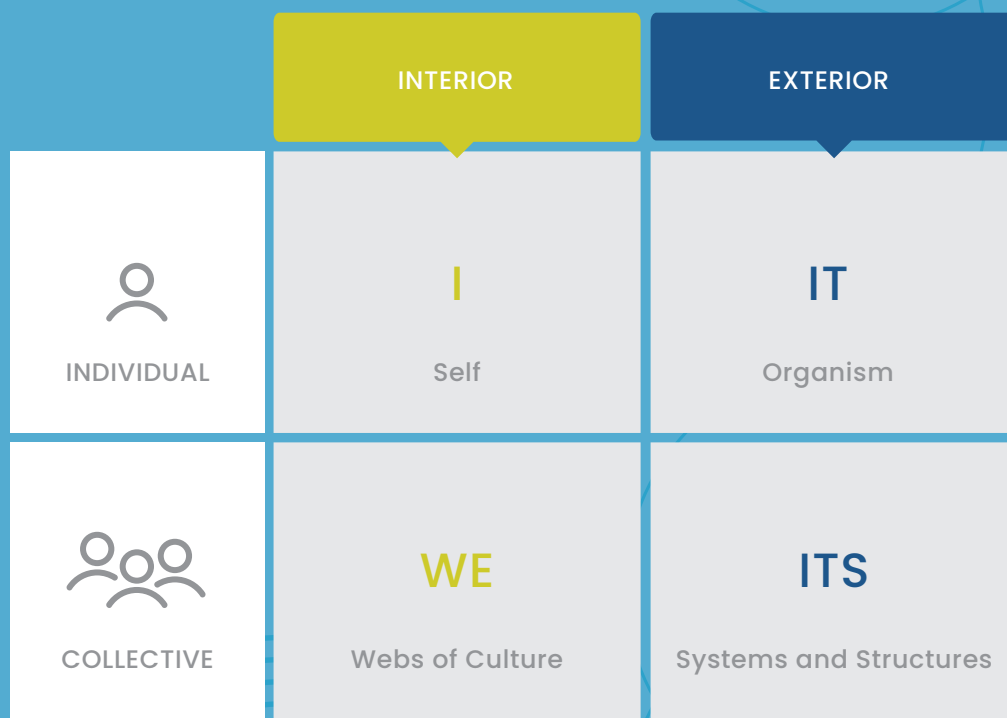 INTERIOR
EXTERIOR
INDIVIDUAL
I
Self
IT
Organism
COLLECTIVE
WE
Webs of Culture
ITS
Systems and Structures